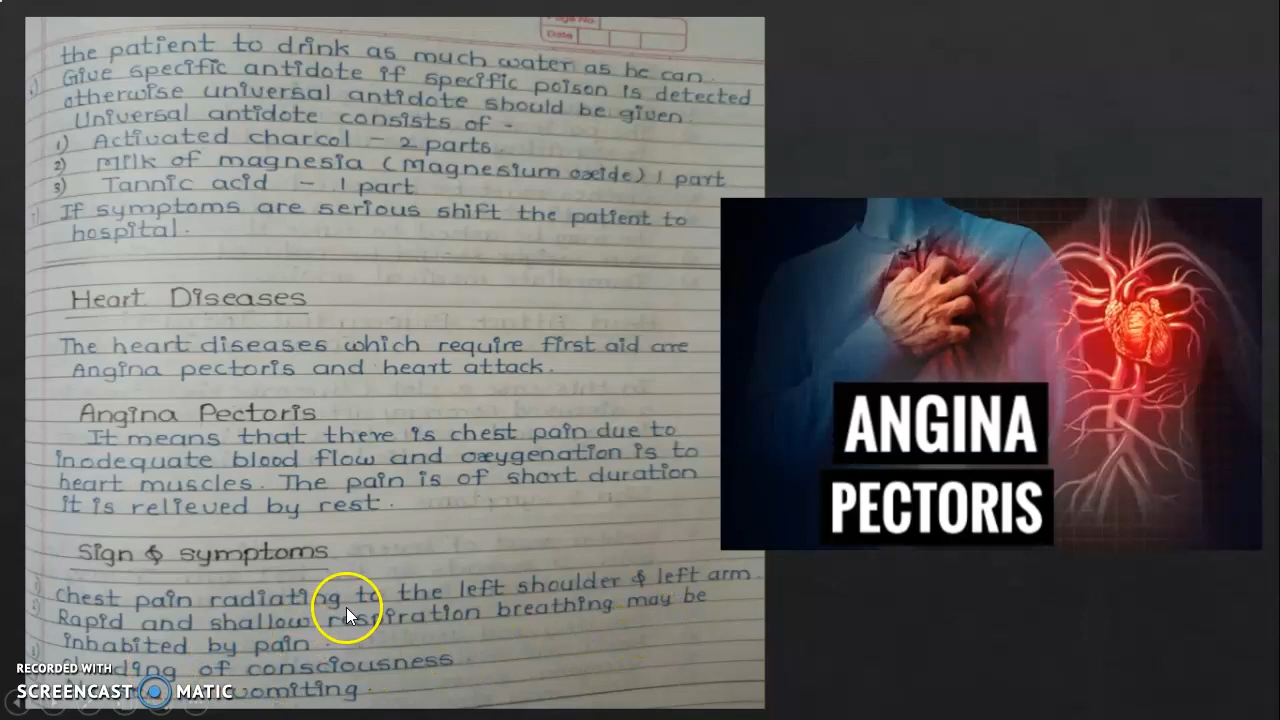 Page No.
Date
the patient to drink as much water as he can.
Give specific antidote if specific poison is detected
otherwise universal antidote should be given.
Universal antidote consists of -
1) Activated charcol - 2 parts
2) Milk of magnesia (Magnesium oxide) 1 part
3) Tannic acid - 1 part
If symptoms are serious shift the patient to
hospital.
Heart Diseases
The heart diseases which require first aid are
Angina pectoris and heart attack.
Angina Pectoris
It means that there is chest pain due to
inadequate blood flow and oxygenation is to
heart muscles. The pain is of short duration
it is relieved by rest.
Sign & symptoms
chest pain radiating to the left shoulder & left arm.
Rapid and shallow respiration breathing may be
inhabited by pain.
of consciousness.
vomiting.
ANGINA
PECTORIS
RECORDED WITH
SCREENCAST MATIC